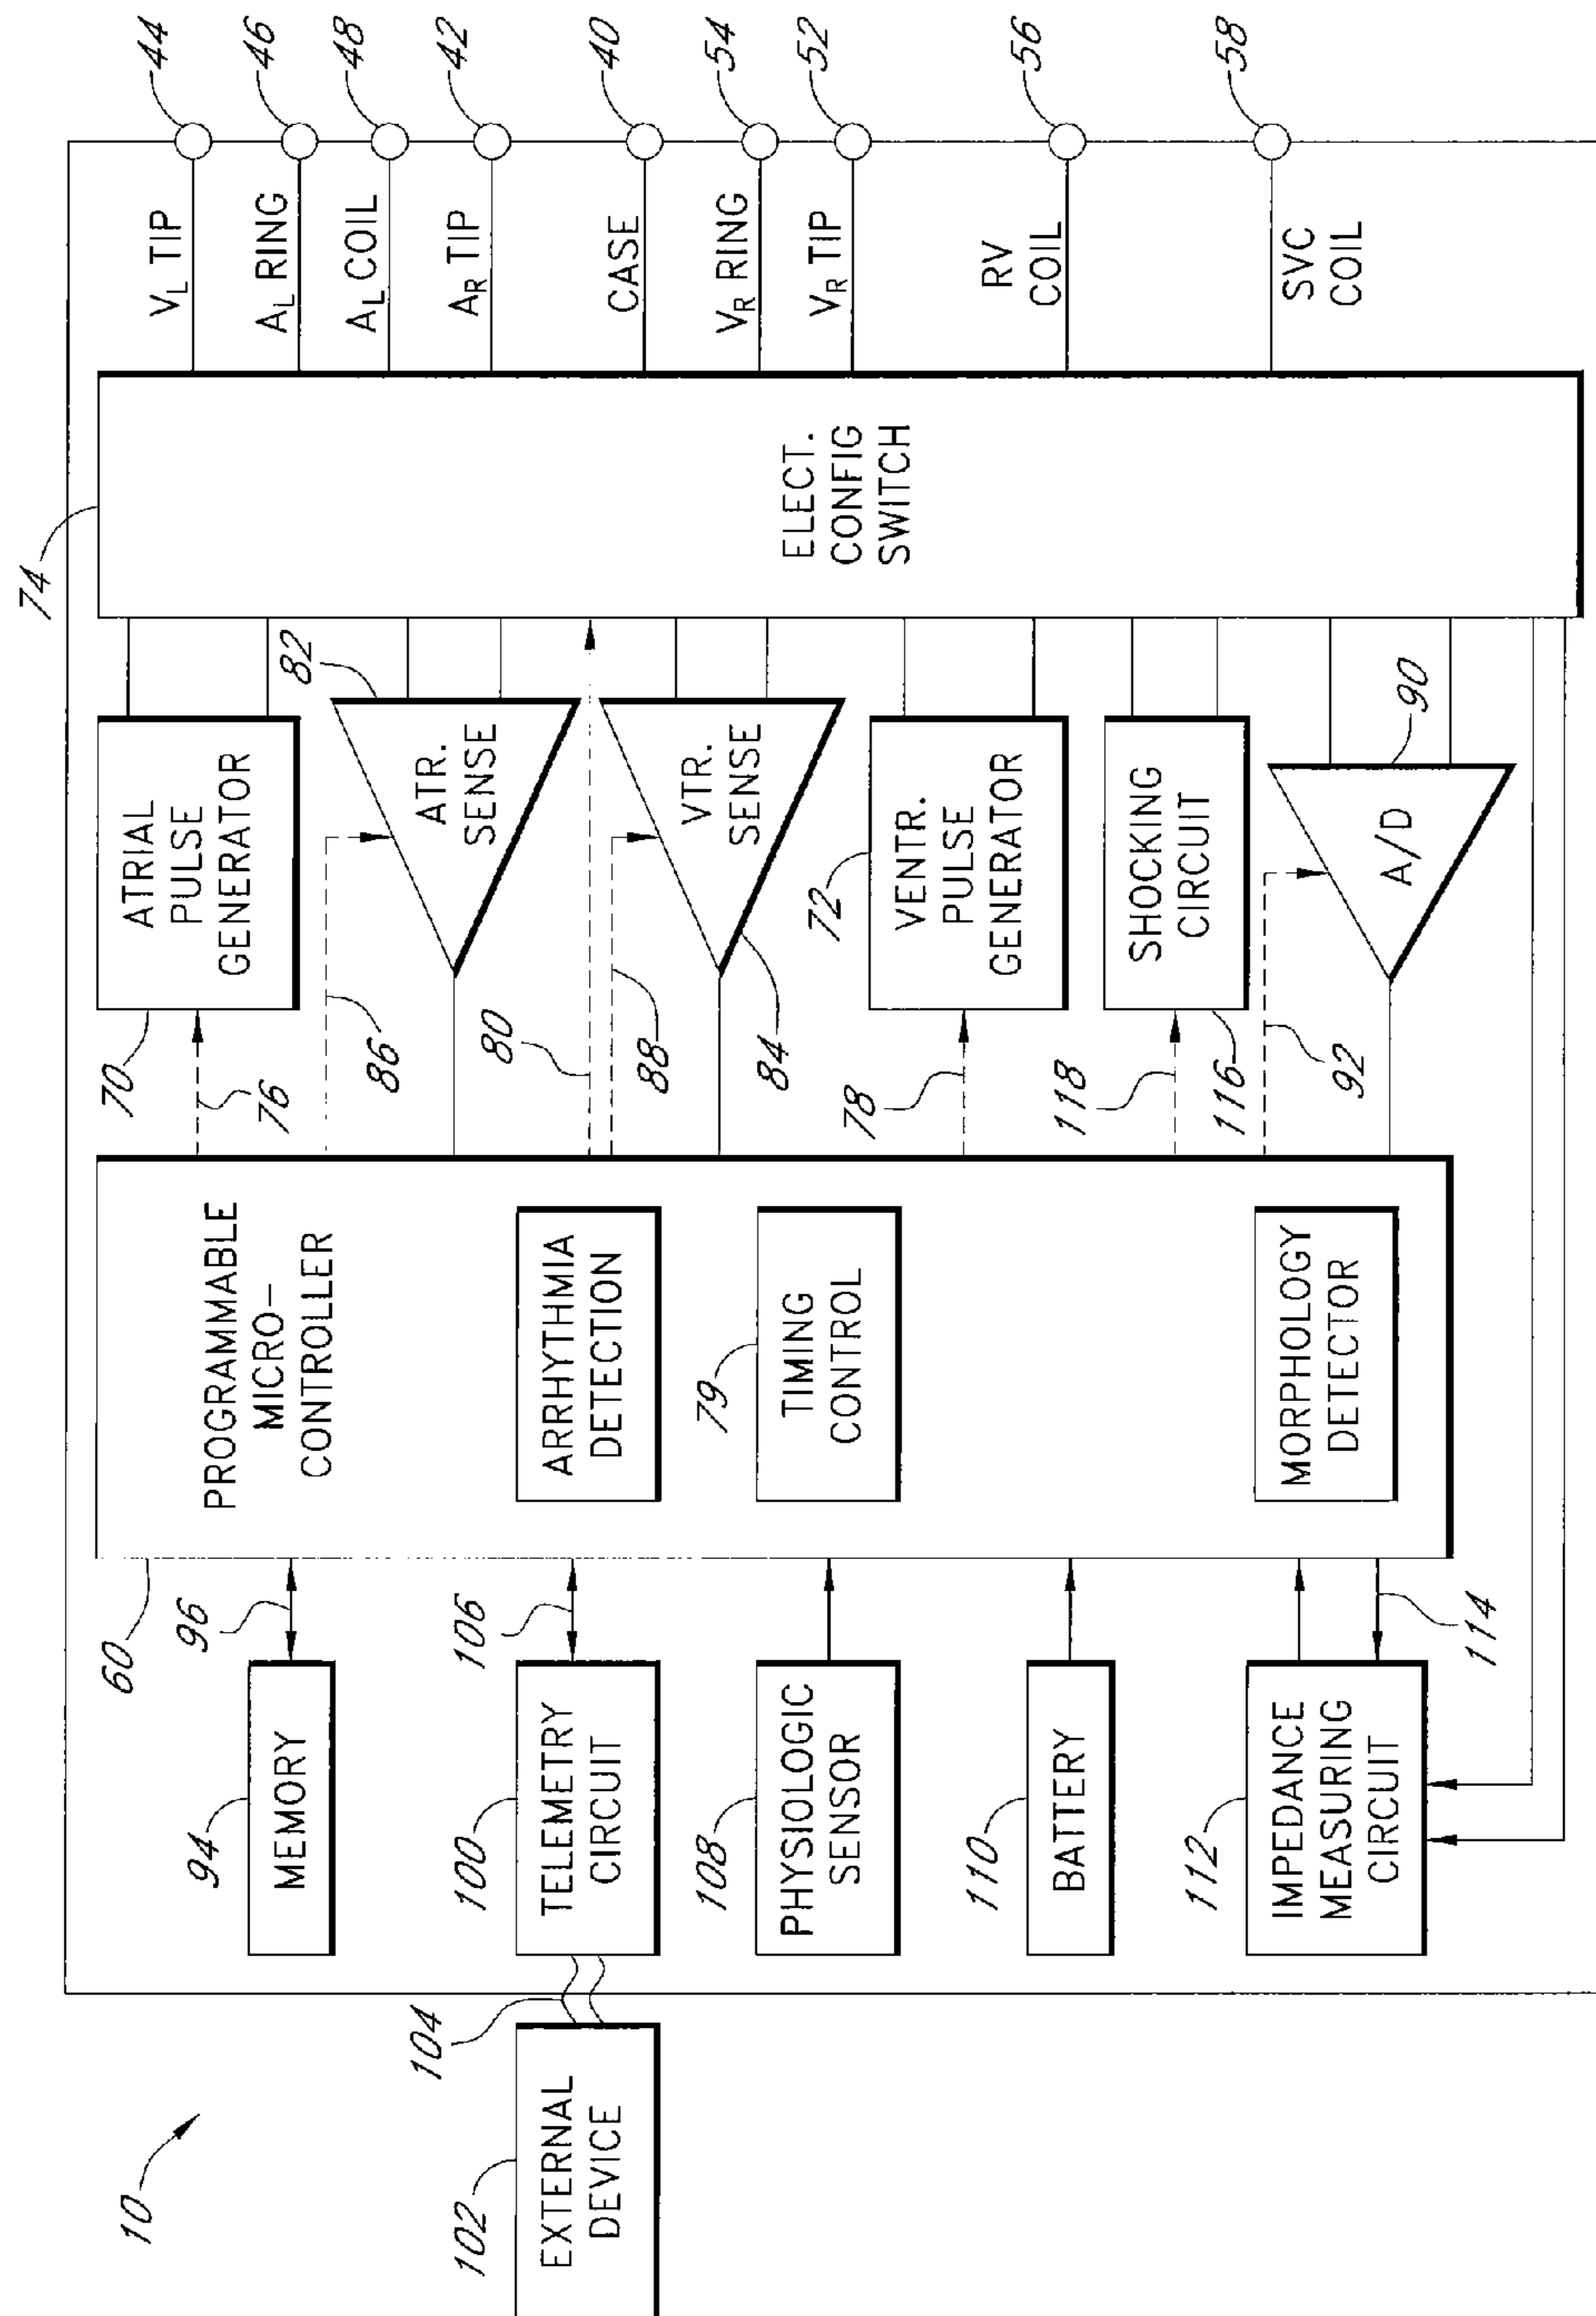 10
102
EXTERNAL
DEVICE
104
94
MEMORY
96
100
TELEMETRY
CIRCUIT
106
108
PHYSIOLOGIC
SENSOR
110
BATTERY
112
IMPEDANCE
MEASURING
CIRCUIT
114
60
PROGRAMMABLE
MICRO-
CONTROLLER
ARRHYTHMIA
DETECTION
79
TIMING
CONTROL
MORPHOLOGY
DETECTOR
70
ATRIAL
PULSE
GENERATOR
76
86
82
ATR.
SENSE
80
88
VTR.
SENSE
84
72
VENTR.
PULSE
GENERATOR
78
SHOCKING
CIRCUIT
118
116
90
A/D
92
74
ELECT.
CONFIG
SWITCH
VL TIP
44
AL RING
46
AL COIL
48
AR TIP
42
CASE
40
VR RING
54
VR TIP
52
RV
COIL
56
SVC
COIL
58